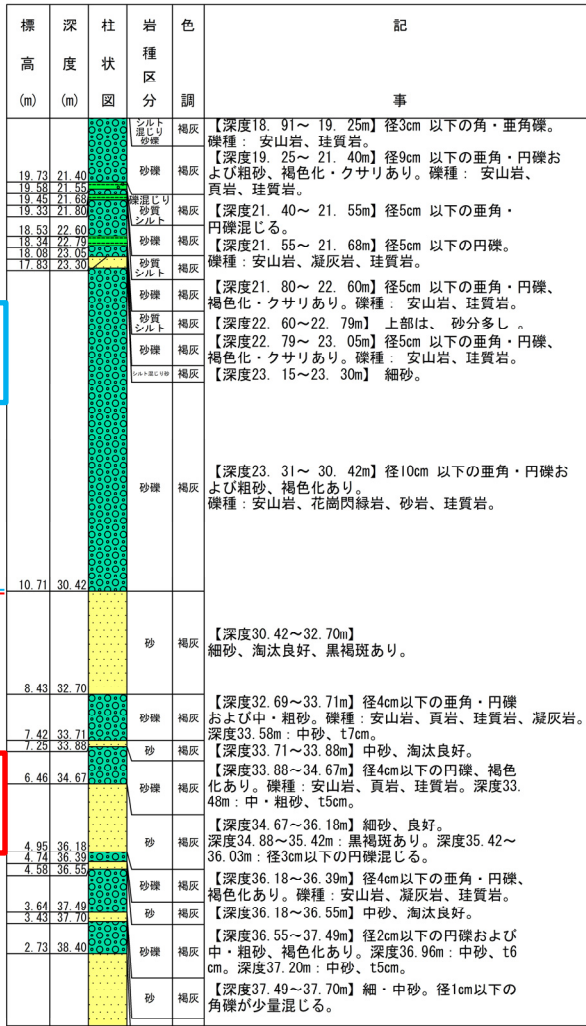 標高(m) 深度(m) 柱状図 岩種区分 色調 記事
シルト混じり砂礫 褐灰 【深度18. 91～ 19. 25m】径3cm 以下の角・亜角礫。
礫種： 安山岩、珪質岩。
19.73 21.40 砂礫 褐灰 【深度19. 25～ 21. 40m】径9cm 以下の亜角・円礫お
よび粗砂、褐色化・クサリあり。礫種： 安山岩、
頁岩、珪質岩。
19.58 21.55 礫混じり砂質シルト 褐灰 【深度21. 40～ 21. 55m】径5cm 以下の亜角・
円礫混じる。
19.45 21.68 砂礫 褐灰 【深度21. 55～ 21. 68m】径5cm 以下の円礫。
礫種：安山岩、凝灰岩、珪質岩。
19.33 21.80 砂質シルト 褐灰
18.53 22.60 砂礫 褐灰 【深度21. 80～ 22. 60m】径5cm 以下の亜角・円礫、
褐色化・クサリあり。礫種： 安山岩、珪質岩。
18.34 22.79 砂質シルト 褐灰 【深度22. 60～22. 79m】 上部は、 砂分多し 。
18.08 23.05 砂礫 褐灰 【深度22. 79～ 23. 05m】径5cm 以下の亜角・円礫、
褐色化・クサリあり。礫種： 安山岩、珪質岩。
17.83 23.30 シルト混じり砂 褐灰 【深度23. 15～23. 30m】 細砂。
10.71 30.42 砂礫 褐灰 【深度23. 31～ 30. 42m】径10cm 以下の亜角・円礫お
よび粗砂、褐色化あり。
礫種：安山岩、花崗閃緑岩、砂岩、珪質岩。
8.43 32.70 砂 褐灰 【深度30.42～32.70m】
細砂、淘汰良好、黒褐斑あり。
7.42 33.71 砂礫 褐灰 【深度32.69～33.71m】径4cm以下の亜角・円礫
および中・粗砂。礫種：安山岩、頁岩、珪質岩、凝灰岩。
深度33.58m：中砂、t7cm。
7.25 33.88 砂 褐灰 【深度33.71～33.88m】中砂、淘汰良好。
6.46 34.67 砂礫 褐灰 【深度33.88～34.67m】径4cm以下の円礫、褐色
化あり。礫種：安山岩、頁岩、珪質岩。深度33.
48m：中・粗砂、t5cm。
4.95 36.18 砂 褐灰 【深度34.67～36.18m】細砂、良好。
深度34.88～35.42m：黒褐斑あり。深度35.42～
36.03m：径3cm以下の円礫混じる。
4.74 36.39 砂礫 褐灰 【深度36.18～36.39m】径4cm以下の亜角・円礫、
褐色化あり。礫種：安山岩、凝灰岩、珪質岩。
4.58 36.55 砂 褐灰 【深度36.18～36.55m】中砂、淘汰良好。
3.64 37.49 砂礫 褐灰 【深度36.55～37.49m】径2cm以下の円礫および
中・粗砂、褐色化あり。深度36.96m：中砂、t6
cm。深度37.20m：中砂、t5cm。
3.43 37.70 砂 褐灰 【深度37.49～37.70m】細・中砂。径1cm以下の
角礫が少量混じる。
2.73 38.40